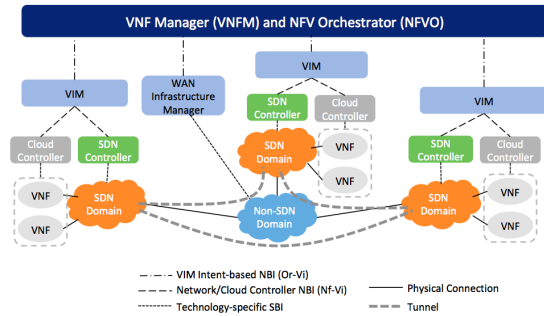 VNF Manager (VNFM) and NFV Orchestrator (NFVO)
VIM
WAN
Infrastructure
Manager
VIM
VIM
Cloud
Controller
SDN
Controller
SDN
Controller
Cloud
Controller
SDN
Controller
Cloud
Controller
VNF
VNF
SDN
Domain
SDN
Domain
VNF
VNF
Non-SDN
Domain
SDN
Domain
VNF
VNF
VIM Intent-based NBI (Or-Vi)
Network/Cloud Controller NBI (Nf-Vi)
Technology-specific SBI
Physical Connection
Tunnel